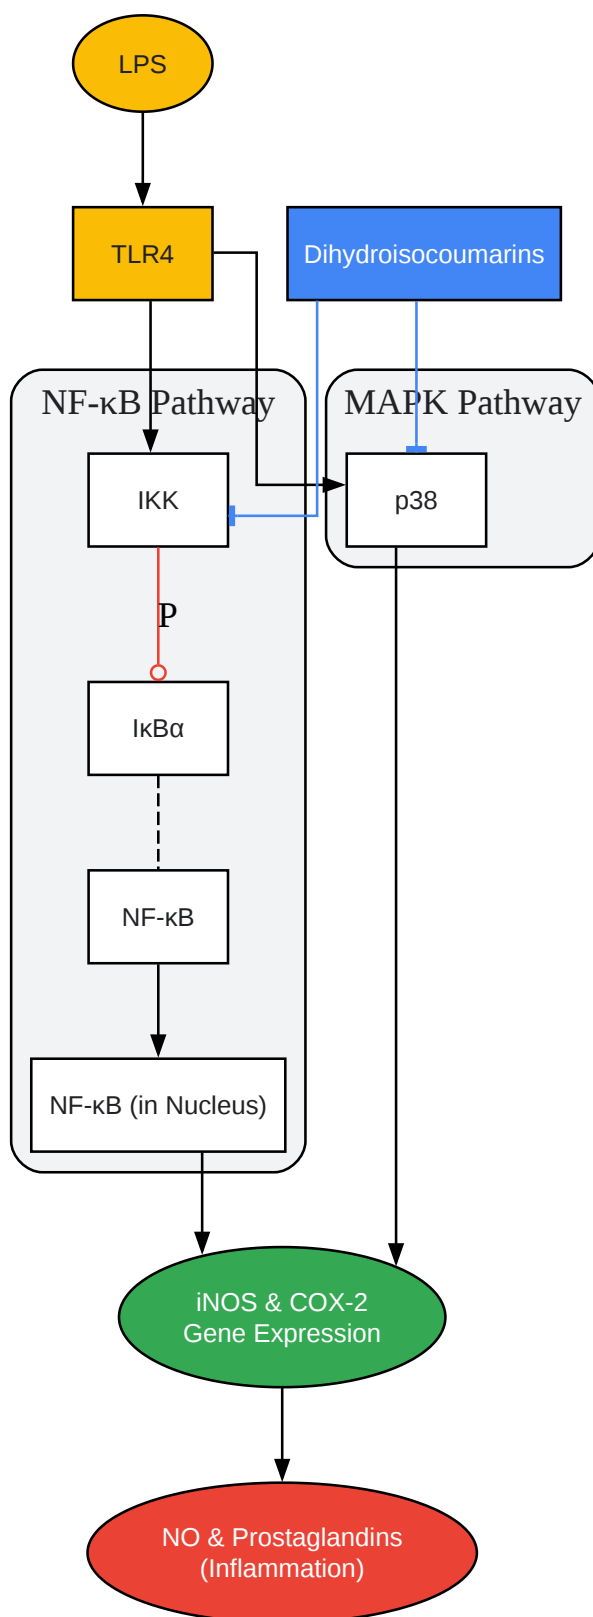 LPS
TLR4
Dihydroisocoumarins
NF-κB Pathway
MAPK Pathway
IKK
p38
P
IκBα
NF-κB
NF-κB (in Nucleus)
iNOS & COX-2
Gene Expression
NO & Prostaglandins
(Inflammation)